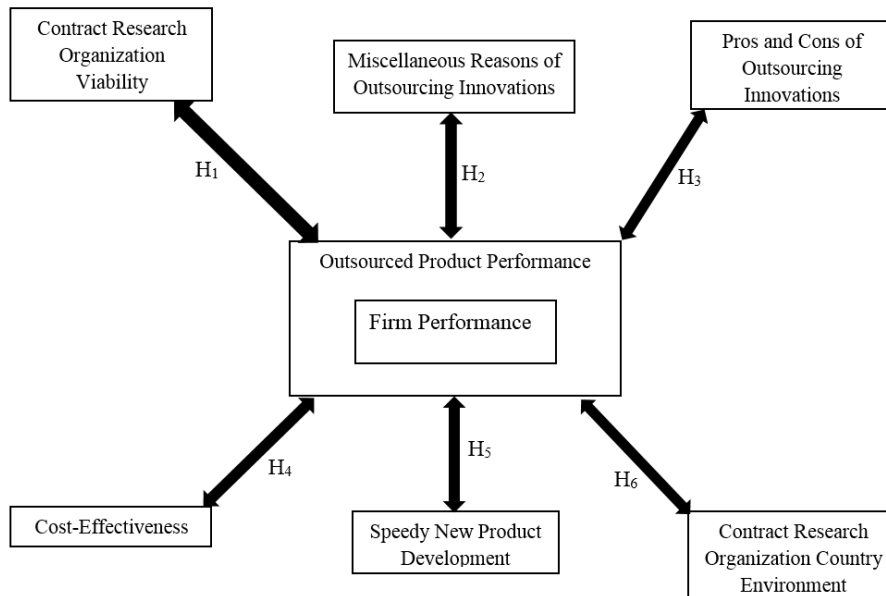 Contract Research
Organization
Viability
Miscellaneous Reasons of
Outsourcing Innovations
Pros and Cons of
Outsourcing
Innovations
H₁
H₂
H₃
Outsourced Product Performance
Firm Performance
H₄
H₅
H₆
Cost-Effectiveness
Speedy New Product
Development
Contract Research
Organization Country
Environment